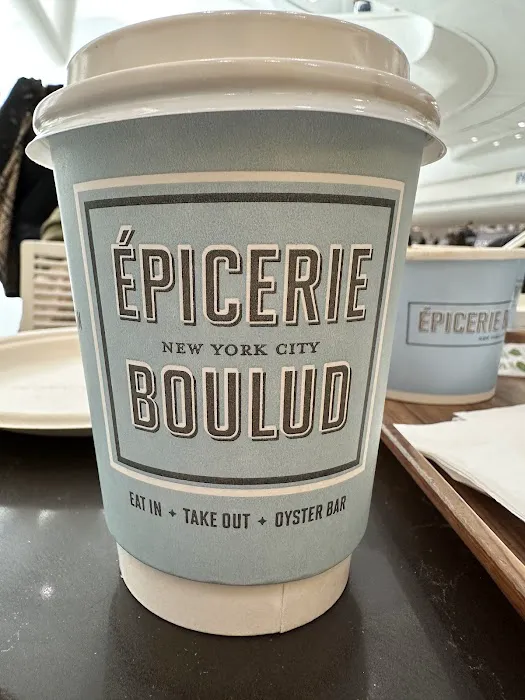 ÉPICERIE
NEW YORK CITY
BOULUD
EAT IN + TAKE OUT + OYSTER BAR
ÉPICERIE